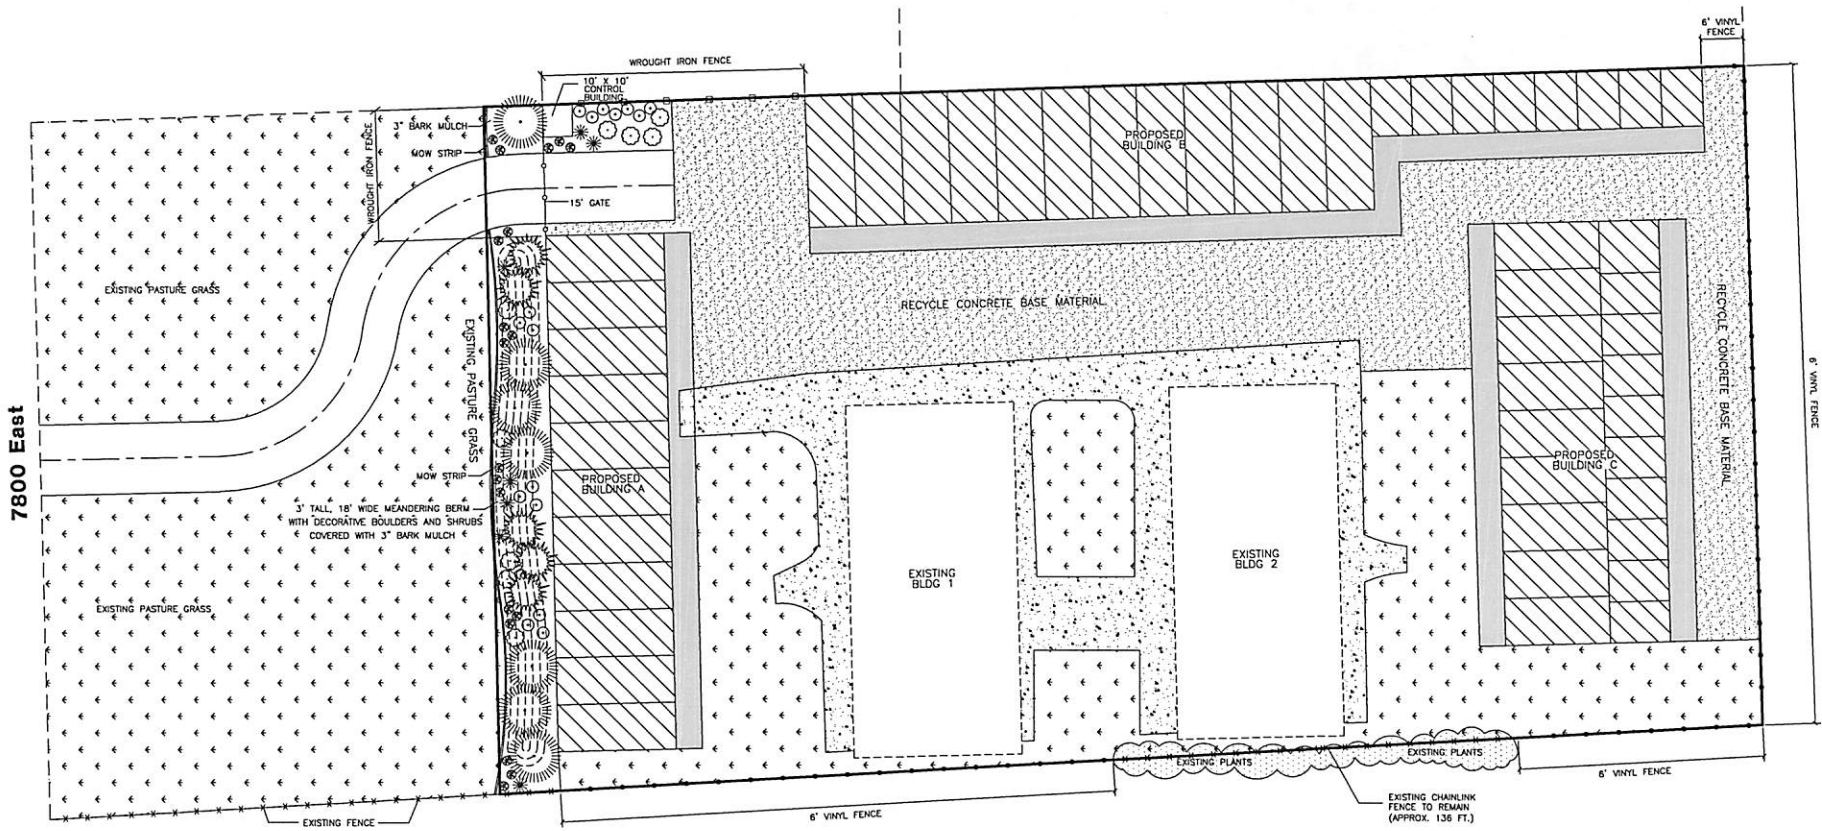 6' VINYL
FENCE
WROUGHT IRON FENCE
10' X 10'
CONTROL
BUILDING
3" BARK MULCH
MOW STRIP
WROUGHT IRON FENCE
15' GATE
PROPOSED
BUILDING B
EXISTING PASTURE GRASS
RECYCLE CONCRETE BASE MATERIAL
RECYCLE CONCRETE BASE MATERIAL
6' VINYL FENCE
EXISTING PASTURE GRASS
7800 East
MOW STRIP
PROPOSED
BUILDING A
PROPOSED
BUILDING C
3' TALL, 18' WIDE MEANDERING BERM
WITH DECORATIVE BOULDERS AND SHRUBS
COVERED WITH 3" BARK MULCH
EXISTING
BLDG 1
EXISTING
BLDG 2
EXISTING PASTURE GRASS
EXISTING PLANTS
EXISTING PLANTS
6' VINYL FENCE
EXISTING CHAINLINK
FENCE TO REMAIN
(APPROX. 136 FT.)
6' VINYL FENCE
EXISTING FENCE